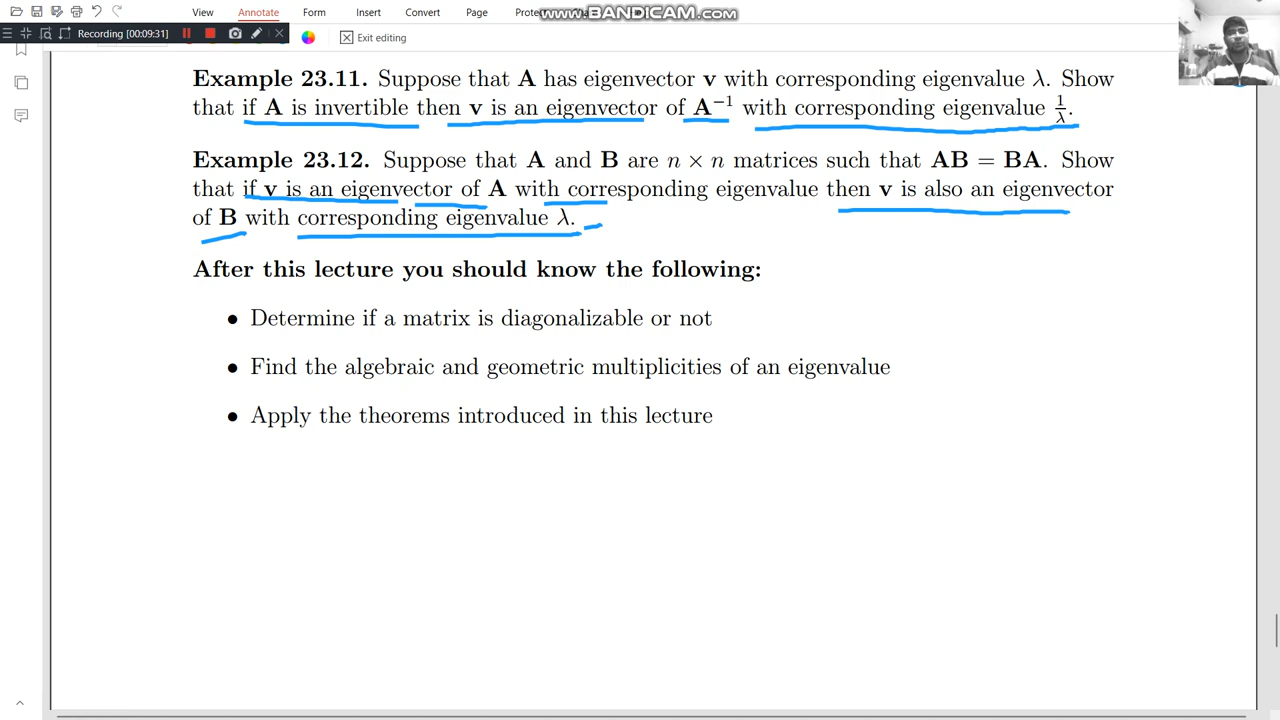 View Annotate Form Insert Convert Page
www.BANDICAM.com
Recording [00:09:31]
Exit editing
Example 23.11. Suppose that A has eigenvector v with corresponding eigenvalue λ. Show
that if A is invertible then v is an eigenvector of A⁻¹ with corresponding eigenvalue 1/λ.
Example 23.12. Suppose that A and B are n × n matrices such that AB = BA. Show
that if v is an eigenvector of A with corresponding eigenvalue then v is also an eigenvector
of B with corresponding eigenvalue λ.
After this lecture you should know the following:
• Determine if a matrix is diagonalizable or not
• Find the algebraic and geometric multiplicities of an eigenvalue
• Apply the theorems introduced in this lecture